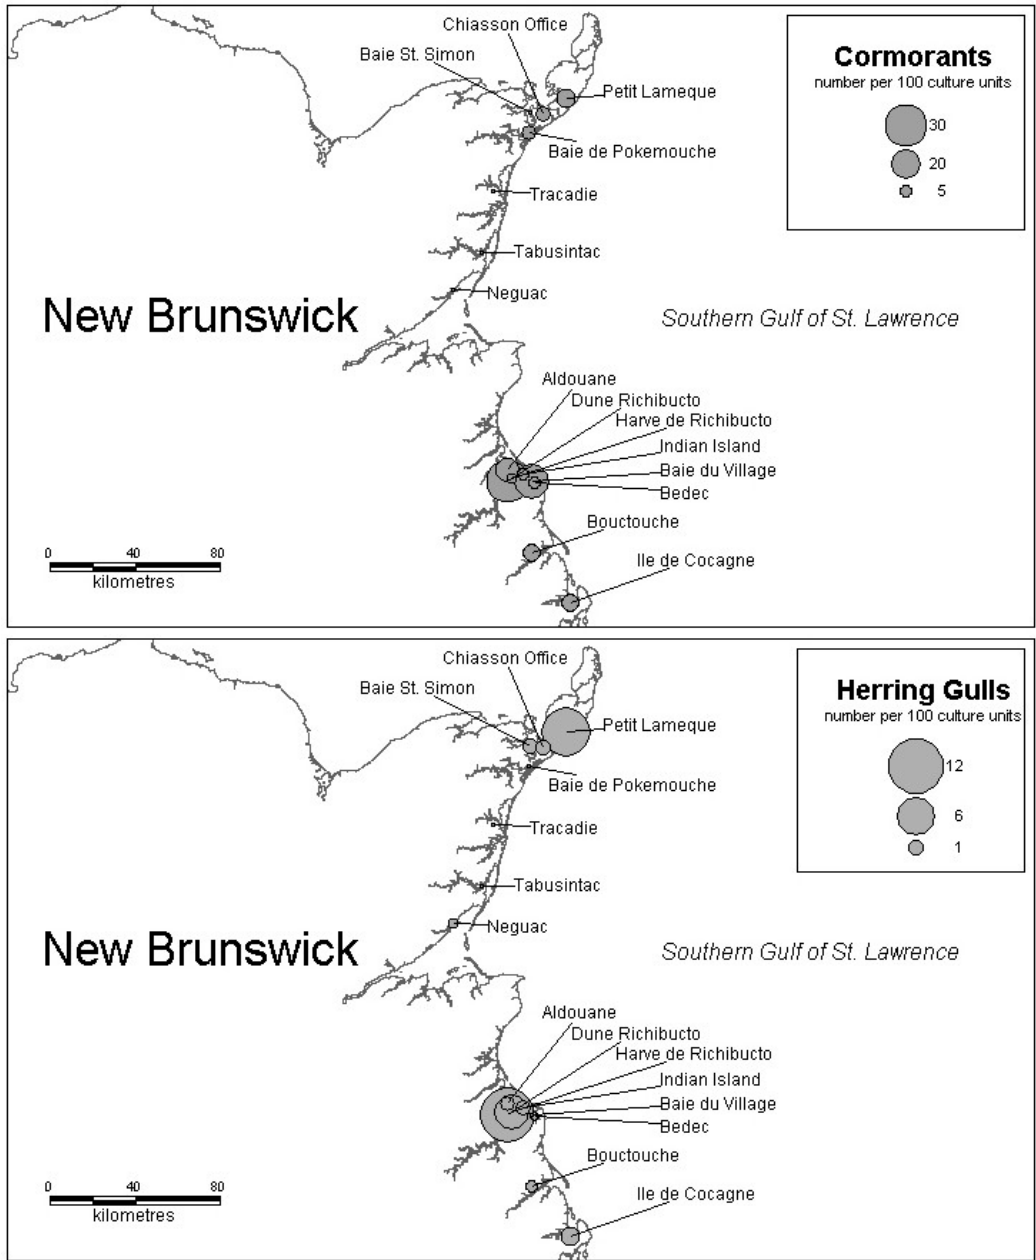 Chiasson Office
Baie St. Simon
Petit Lameque
Baie de Pokemouche
Tracadie
Tabusintac
Neguac
New Brunswick
Southern Gulf of St. Lawrence
Aldouane
Dune Richibucto
Harve de Richibucto
Indian Island
Baie du Village
Bedec
Bouctouche
Ile de Cocagne
0 40 80
kilometres
Cormorants
number per 100 culture units
30
20
5
Chiasson Office
Baie St. Simon
Petit Lameque
Baie de Pokemouche
Tracadie
Tabusintac
Neguac
New Brunswick
Southern Gulf of St. Lawrence
Aldouane
Dune Richibucto
Harve de Richibucto
Indian Island
Baie du Village
Bedec
Bouctouche
Ile de Cocagne
0 40 80
kilometres
Herring Gulls
number per 100 culture units
12
6
1